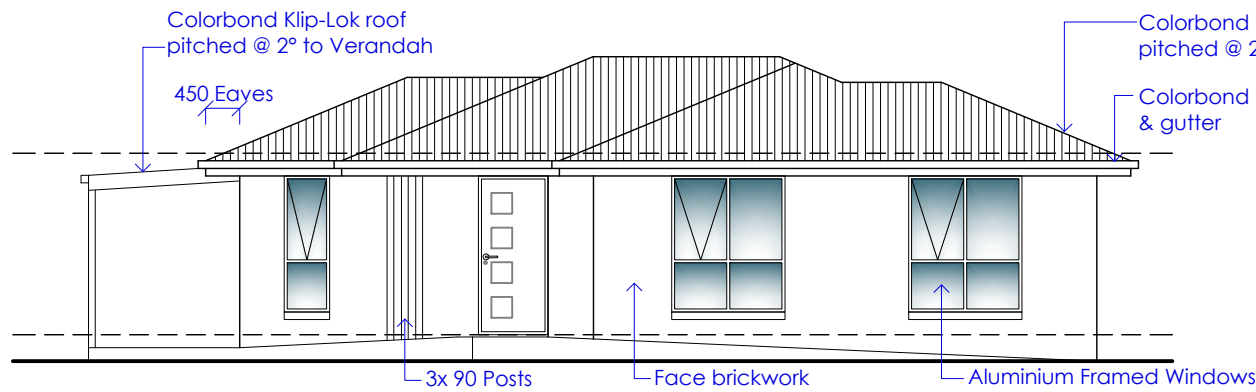 Colorbond Klip-Lok roof
pitched @ 2° to Verandah
450 Eaves
Colorbond
pitched @ 2
Colorbond
& gutter
3x 90 Posts
Face brickwork
Aluminium Framed Windows